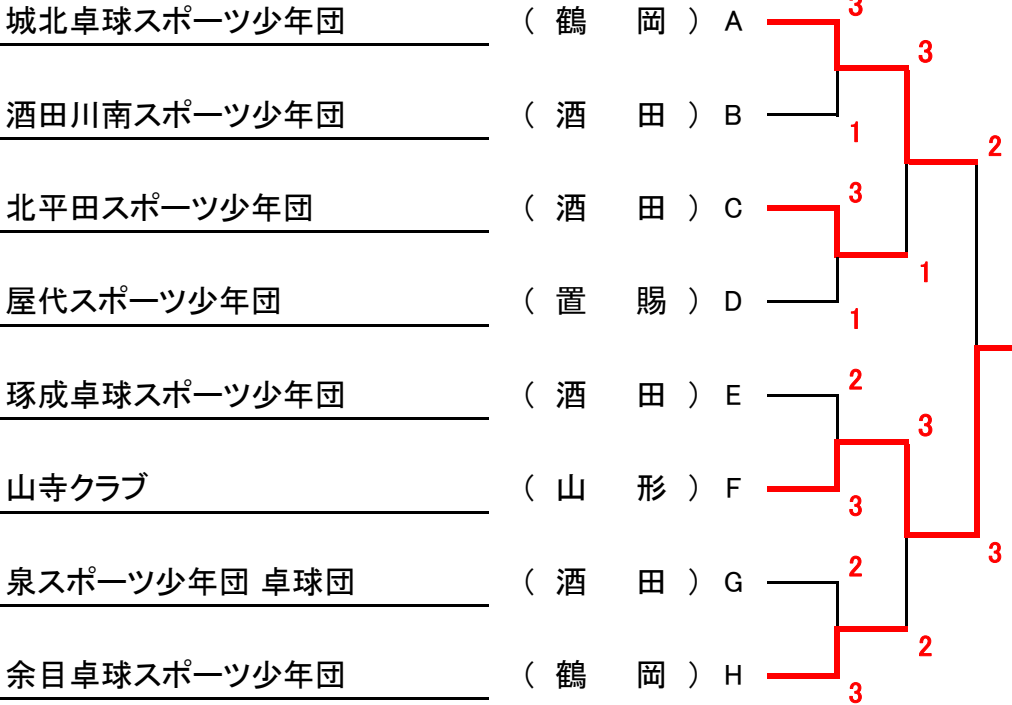 3
城北卓球スポーツ少年団 ( 鶴 岡 ) A
3
酒田川南スポーツ少年団 ( 酒 田 ) B
1
2
北平田スポーツ少年団 ( 酒 田 ) C
3
1
屋代スポーツ少年団 ( 置 賜 ) D
1
琢成卓球スポーツ少年団 ( 酒 田 ) E
2
3
山寺クラブ ( 山 形 ) F
3
3
泉スポーツ少年団 卓球団 ( 酒 田 ) G
2
2
余目卓球スポーツ少年団 ( 鶴 岡 ) H
3